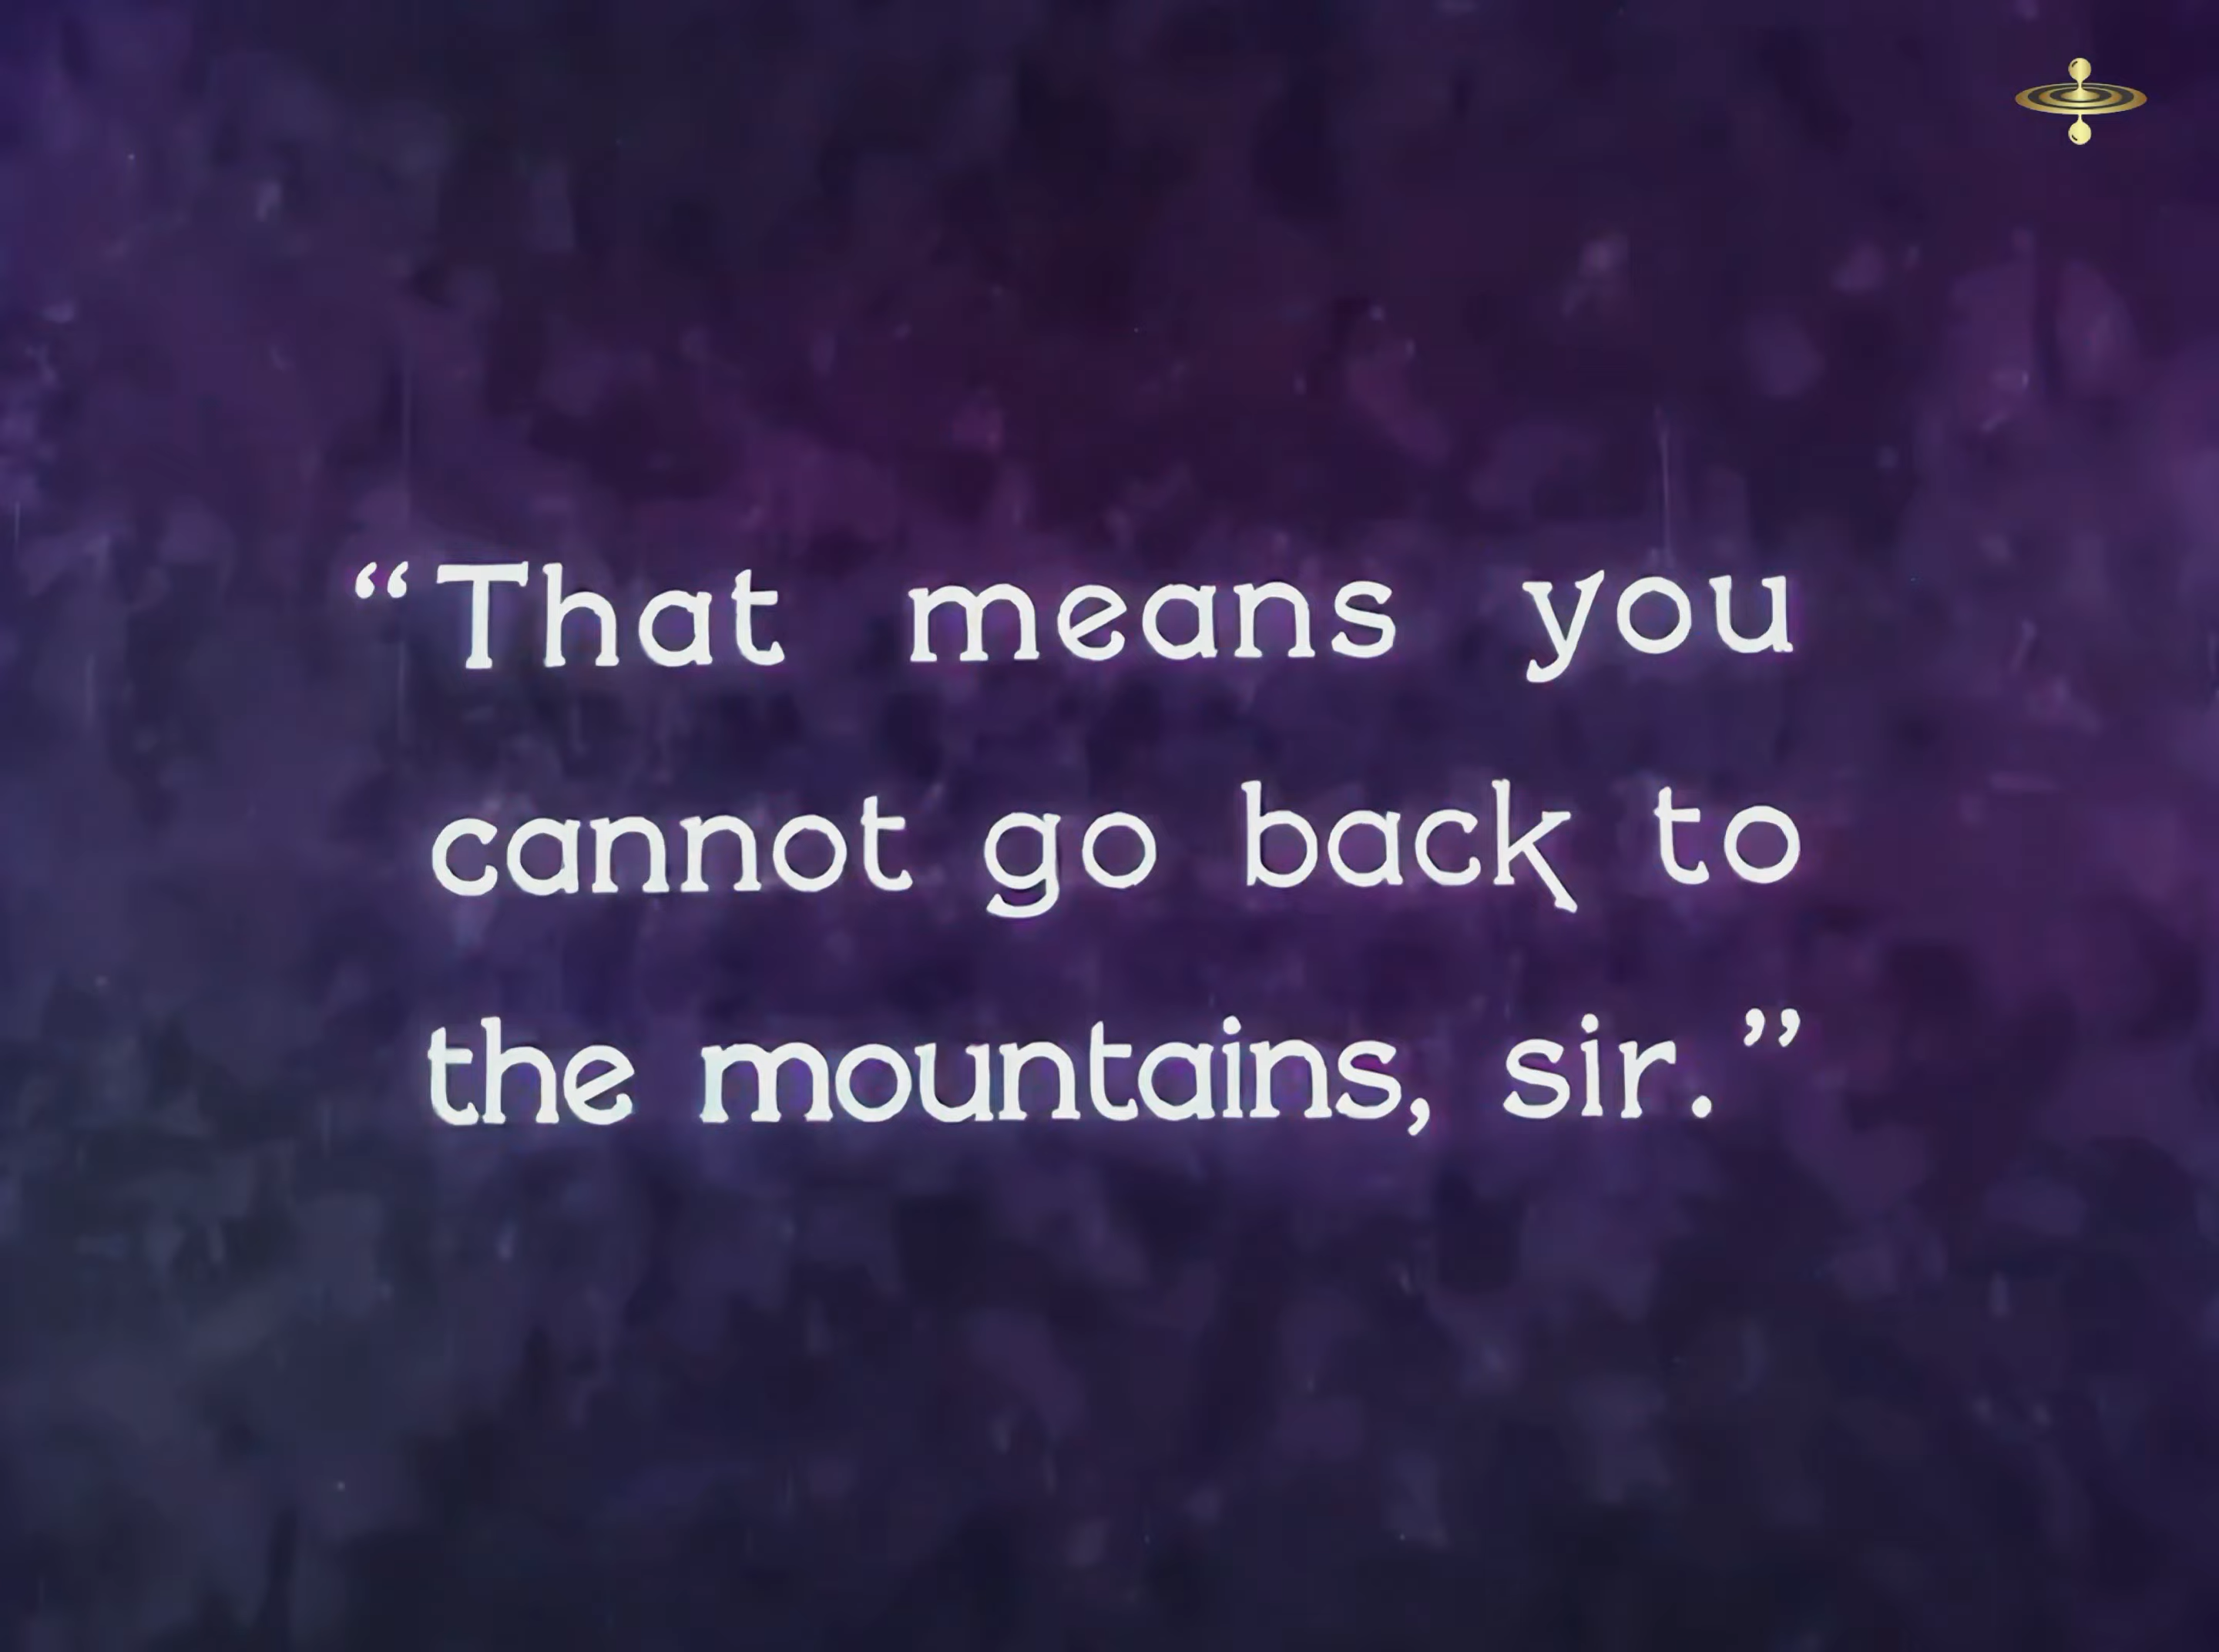 “That means you
cannot go back to
the mountains, sir.”